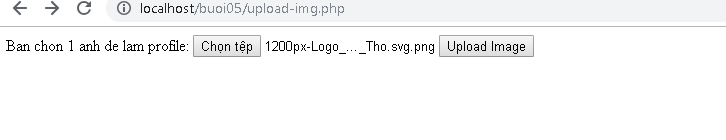 localhost/buoi05/upload-img.php
Ban chon 1 anh de lam profile: Chọn tệp 1200px-Logo_..._Tho.svg.png Upload Image